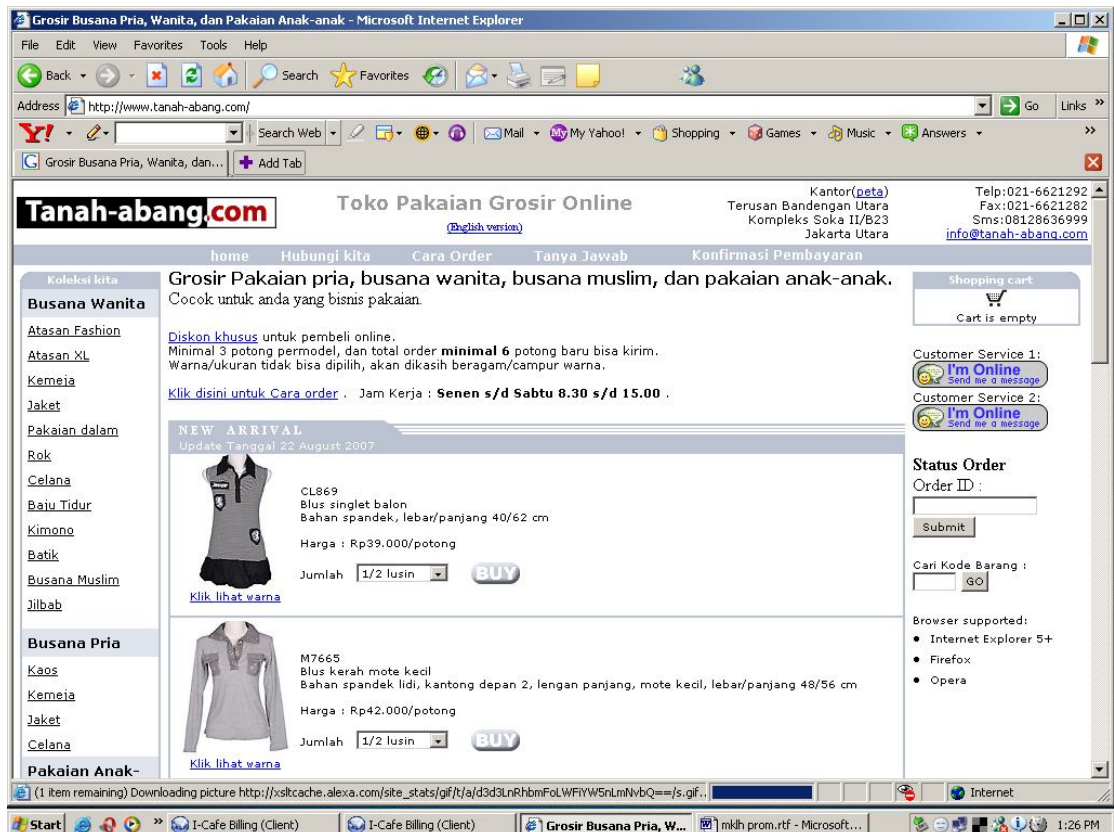 Grosir Busana Pria, Wanita, dan Pakaian Anak-anak - Microsoft Internet Explorer
File Edit View Favorites Tools Help
Back Search Favorites
Address http://www.tanah-abang.com/ Go Links »
Y! Search Web Mail My Yahoo! Shopping Games Music Answers »
Grosir Busana Pria, Wanita, dan... Add Tab
Tanah-abang.com
Toko Pakaian Grosir Online
(English version)
Kantor(peta)
Terusan Bandengan Utara
Kompleks Soka II/B23
Jakarta Utara
Telp:021-6621292
Fax:021-6621282
Sms:08128636999
info@tanah-abang.com
home Hubungi kita Cara Order Tanya Jawab Konfirmasi Pembayaran
Koleksi kita
Busana Wanita
Atasan Fashion
Atasan XL
Kemeja
Jaket
Pakaian dalam
Rok
Celana
Baju Tidur
Kimono
Batik
Busana Muslim
Jilbab
Busana Pria
Kaos
Kemeja
Jaket
Celana
Pakaian Anak-
Grosir Pakaian pria, busana wanita, busana muslim, dan pakaian anak-anak.
Cocok untuk anda yang bisnis pakaian.
Diskon khusus untuk pembeli online.
Minimal 3 potong permodel, dan total order minimal 6 potong baru bisa kirim.
Warna/ukuran tidak bisa dipilih, akan dikasih beragam/campur warna.
Klik disini untuk Cara order . Jam Kerja : Senen s/d Sabtu 8.30 s/d 15.00 .
NEW ARRIVAL
Update Tanggal 22 August 2007
CL869
Blus singlet balon
Bahan spandek, lebar/panjang 40/62 cm
Harga : Rp39.000/potong
Jumlah 1/2 lusin BUY
Klik lihat warna
M7665
Blus kerah mote kecil
Bahan spandek lidi, kantong depan 2, lengan panjang, mote kecil, lebar/panjang 48/56 cm
Harga : Rp42.000/potong
Jumlah 1/2 lusin BUY
Klik lihat warna
Shopping cart
Cart is empty
Customer Service 1:
I'm Online
Send me a message
Customer Service 2:
I'm Online
Send me a message
Status Order
Order ID :
Submit
Cari Kode Barang :
GO
Browser supported:
Internet Explorer 5+
Firefox
Opera
(1 item remaining) Downloading picture http://xsltcache.alexa.com/site_stats/gif/t/a/d3d3LnRhbmFoLWFiYW5nLmNvbQ==/s.gif.. Internet
Start » I-Cafe Billing (Client) I-Cafe Billing (Client) Grosir Busana Pria, W... mklh prom.rtf - Microsoft... 1:26 PM